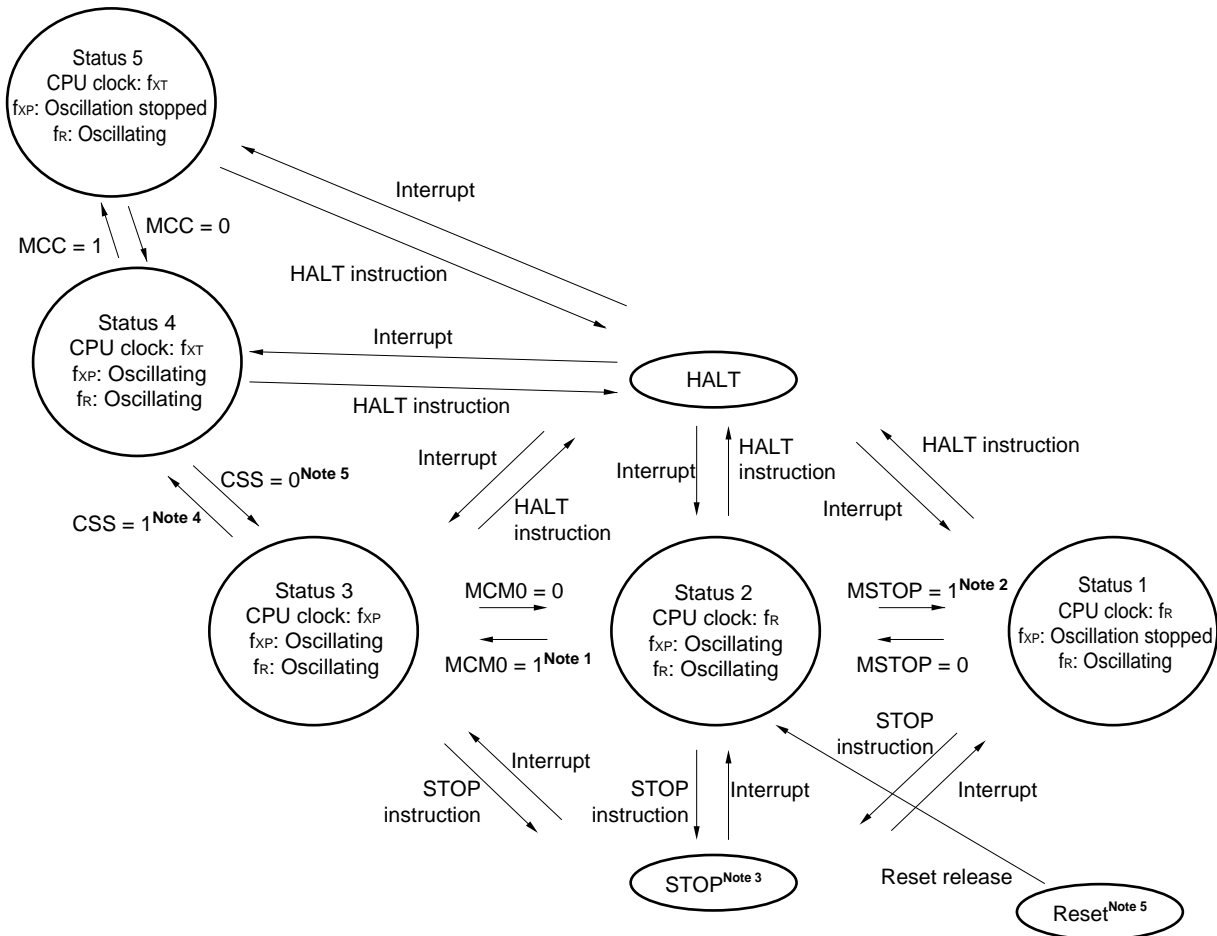 Status 5
CPU clock: fXT
fXP: Oscillation stopped
fR: Oscillating
Interrupt
MCC = 0
MCC = 1
HALT instruction
Status 4
CPU clock: fXT
fXP: Oscillating
fR: Oscillating
Interrupt
HALT
HALT instruction
Interrupt
HALT
instruction
Interrupt
HALT
instruction
HALT instruction
Interrupt
CSS = 0Note 5
CSS = 1Note 4
Status 3
CPU clock: fXP
fXP: Oscillating
fR: Oscillating
MCM0 = 0
MCM0 = 1Note 1
Status 2
CPU clock: fR
fXP: Oscillating
fR: Oscillating
MSTOP = 1Note 2
MSTOP = 0
Status 1
CPU clock: fR
fXP: Oscillation stopped
fR: Oscillating
STOP
instruction
Interrupt
STOP
instruction
Interrupt
STOP
instruction
Interrupt
STOPNote 3
Reset release
ResetNote 5